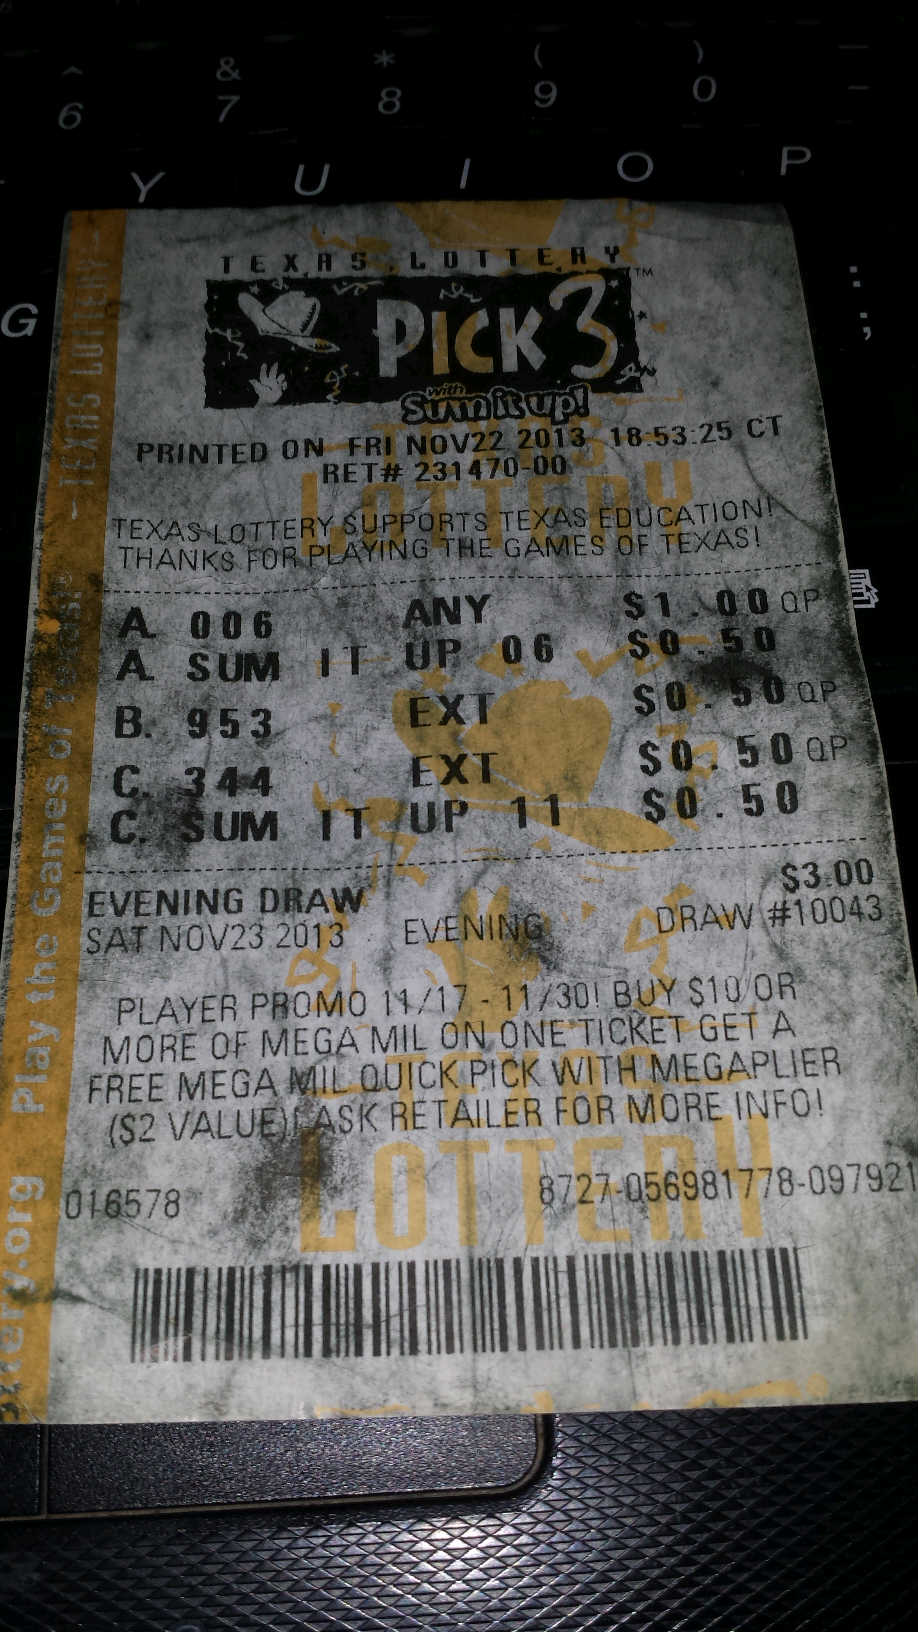 ^ & * ( )
6 7 8 9 0 -
Y U I O P
G : ;
TEXAS LOTTERY
PICK 3 ™
with
Sum it up!
PRINTED ON FRI NOV22 2013 18:53:25 CT
RET# 231470-00
TEXAS LOTTERY SUPPORTS TEXAS EDUCATION!
THANKS FOR PLAYING THE GAMES OF TEXAS!
A. 006 ANY $1.00 QP
A. SUM IT UP 06 $0.50
B. 953 EXT $0.50 QP
C. 344 EXT $0.50 QP
C. SUM IT UP 11 $0.50
$3.00
EVENING DRAW
SAT NOV23 2013 EVENING DRAW #10043
PLAYER PROMO 11/17 - 11/30! BUY $10 OR
MORE OF MEGA MIL ON ONE TICKET GET A
FREE MEGA MIL QUICK PICK WITH MEGAPLIER
($2 VALUE)! ASK RETAILER FOR MORE INFO!
016578 8727-056981778-097921
TEXAS
LOTTERY
TEXAS
LOTTERY
TEXAS LOTTERY
Play the Games of Texas
ttery.org